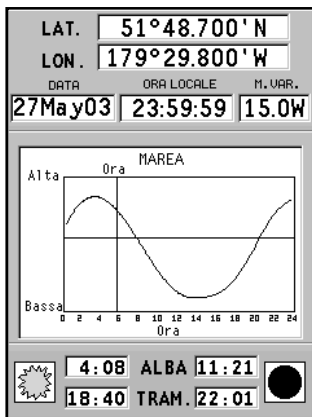 LAT. 51°48.700'N
LON. 179°29.800'W
DATA ORA LOCALE M.VAR.
27May03 23:59:59 15.0W
MAREA
Alta Ora
Bassa
0 2 4 6 8 10 12 14 16 18 20 22 24
Ora
4:08 ALBA 11:21
18:40 TRAM. 22:01